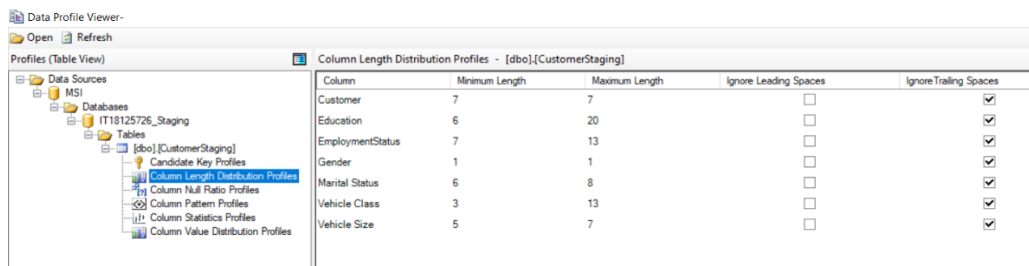 Data Profile Viewer-
Open Refresh
Profiles (Table View)
Data Sources
MSI
Databases
IT18125726_Staging
Tables
[dbo].[CustomerStaging]
Candidate Key Profiles
Column Length Distribution Profiles
Column Null Ratio Profiles
Column Pattern Profiles
Column Statistics Profiles
Column Value Distribution Profiles
Column Length Distribution Profiles - [dbo].[CustomerStaging]
Column Minimum Length Maximum Length Ignore Leading Spaces Ignore Trailing Spaces
Customer 7 7
Education 6 20
EmploymentStatus 7 13
Gender 1 1
Marital Status 6 8
Vehicle Class 3 13
Vehicle Size 5 7